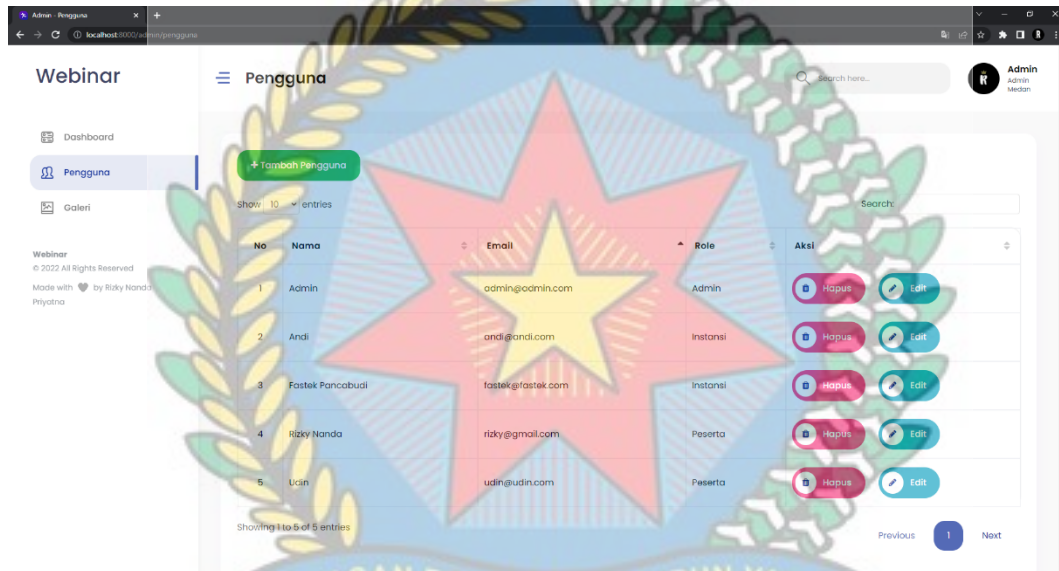 Admin - Pengguna
localhost:8000/admin/pengguna
Webinar
Pengguna
Search here...
Admin
Admin
Medan
Dashboard
Pengguna
Galeri
Webinar
© 2022 All Rights Reserved
Made with by Rizky Nanda
Priyatna
+ Tambah Pengguna
Show 10 entries
Search:
No Nama Email Role Aksi
1 Admin admin@admin.com Admin Hapus Edit
2 Andi andi@andi.com Instansi Hapus Edit
3 Fastek Pancabudi fastek@fastek.com Instansi Hapus Edit
4 Rizky Nanda rizky@gmail.com Peserta Hapus Edit
5 Udin udin@udin.com Peserta Hapus Edit
Showing 1 to 5 of 5 entries
Previous 1 Next